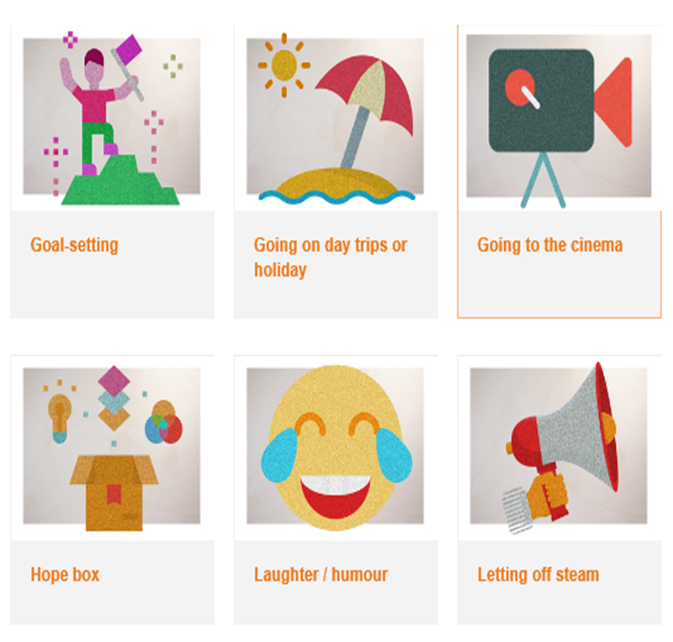 Goal-setting
Going on day trips or
holiday
Going to the cinema
Hope box
Laughter / humour
Letting off steam